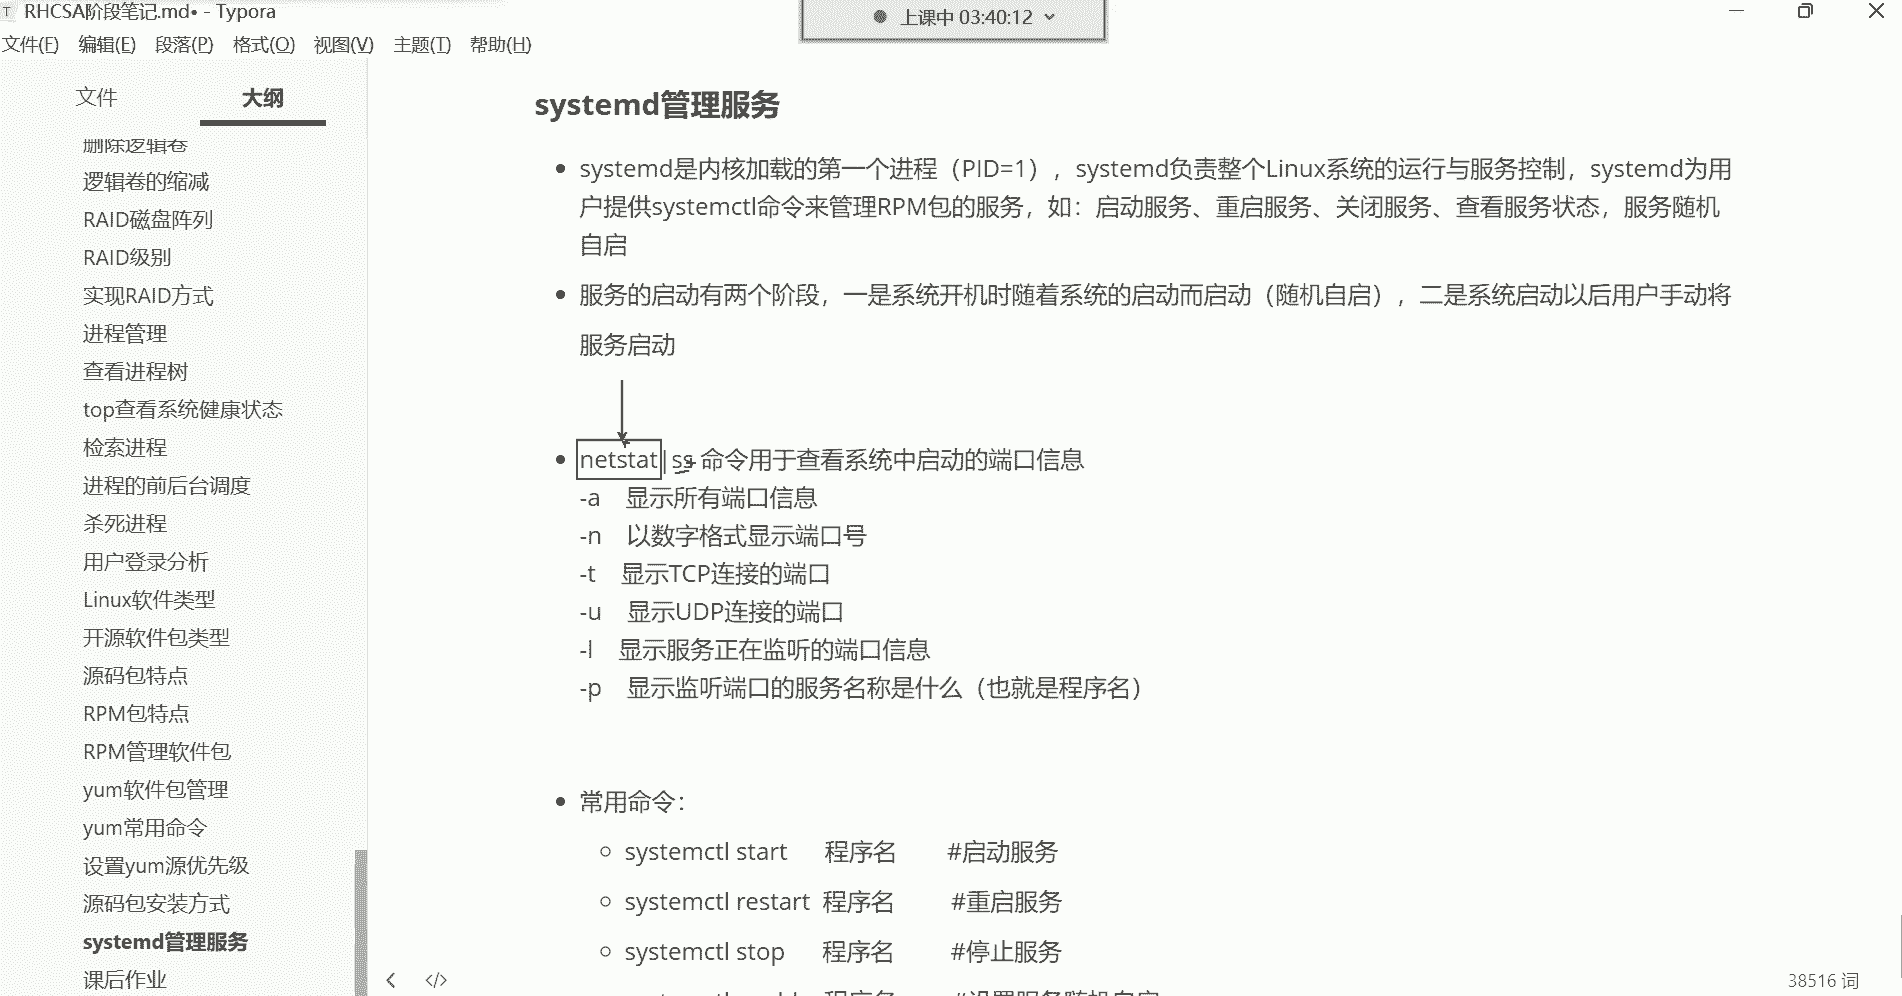 RHCSA阶段笔记.md• - Typora
上课中 03:40:12
文件(F) 编辑(E) 段落(P) 格式(O) 视图(V) 主题(T) 帮助(H)
文件 大纲
删除逻辑卷
逻辑卷的缩减
RAID磁盘阵列
RAID级别
实现RAID方式
进程管理
查看进程树
top查看系统健康状态
检索进程
进程的前后台调度
杀死进程
用户登录分析
Linux软件类型
开源软件包类型
源码包特点
RPM包特点
RPM管理软件包
yum软件包管理
yum常用命令
设置yum源优先级
源码包安装方式
systemd管理服务
课后作业
systemd管理服务
systemd是内核加载的第一个进程（PID=1），systemd负责整个Linux系统的运行与服务控制，systemd为用
户提供systemctl命令来管理RPM包的服务，如：启动服务、重启服务、关闭服务、查看服务状态，服务随机
自启
服务的启动有两个阶段，一是系统开机时随着系统的启动而启动（随机自启），二是系统启动以后用户手动将
服务启动
netstat|ss 命令用于查看系统中启动的端口信息
-a 显示所有端口信息
-n 以数字格式显示端口号
-t 显示TCP连接的端口
-u 显示UDP连接的端口
-l 显示服务正在监听的端口信息
-p 显示监听端口的服务名称是什么（也就是程序名）
常用命令：
systemctl start 程序名 #启动服务
systemctl restart 程序名 #重启服务
systemctl stop 程序名 #停止服务
38516 词